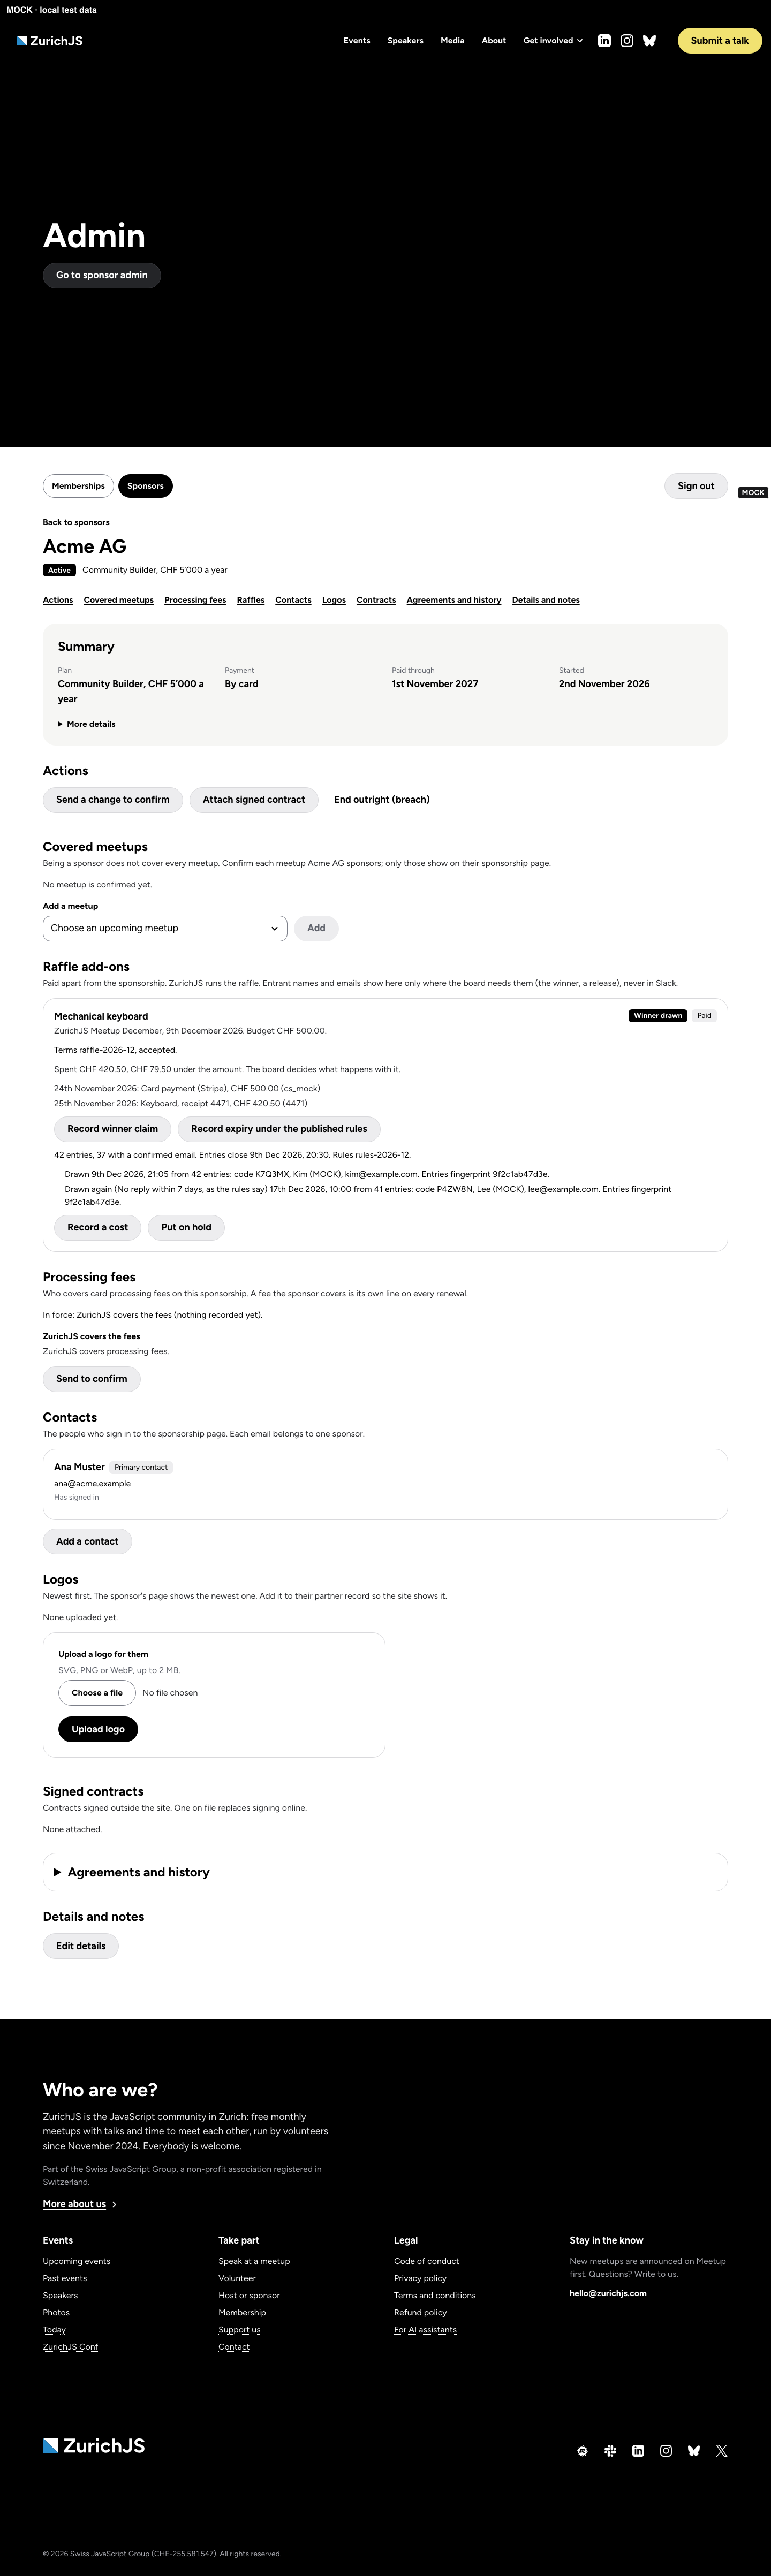 MOCK · local test data
ZurichJS
Events
Speakers
Media
About
Get involved
Submit a talk
Admin
Go to sponsor admin
Memberships
Sponsors
Sign out
MOCK
Back to sponsors
Acme AG
Active
Community Builder, CHF 5’000 a year
Actions
Covered meetups
Processing fees
Raffles
Contacts
Logos
Contracts
Agreements and history
Details and notes
Summary
Plan
Community Builder, CHF 5’000 a
year
Payment
By card
Paid through
1st November 2027
Started
2nd November 2026
More details
Actions
Send a change to confirm
Attach signed contract
End outright (breach)
Covered meetups
Being a sponsor does not cover every meetup. Confirm each meetup Acme AG sponsors; only those show on their sponsorship page.
No meetup is confirmed yet.
Add a meetup
Choose an upcoming meetup
Add
Raffle add-ons
Paid apart from the sponsorship. ZurichJS runs the raffle. Entrant names and emails show here only where the board needs them (the winner, a release), never in Slack.
Mechanical keyboard
Winner drawn
Paid
ZurichJS Meetup December, 9th December 2026. Budget CHF 500.00.
Terms raffle-2026-12, accepted.
Spent CHF 420.50, CHF 79.50 under the amount. The board decides what happens with it.
24th November 2026: Card payment (Stripe), CHF 500.00 (cs_mock)
25th November 2026: Keyboard, receipt 4471, CHF 420.50 (4471)
Record winner claim
Record expiry under the published rules
42 entries, 37 with a confirmed email. Entries close 9th Dec 2026, 20:30. Rules rules-2026-12.
Drawn 9th Dec 2026, 21:05 from 42 entries: code K7Q3MX, Kim (MOCK), kim@example.com. Entries fingerprint 9f2c1ab47d3e.
Drawn again (No reply within 7 days, as the rules say) 17th Dec 2026, 10:00 from 41 entries: code P4ZW8N, Lee (MOCK), lee@example.com. Entries fingerprint
9f2c1ab47d3e.
Record a cost
Put on hold
Processing fees
Who covers card processing fees on this sponsorship. A fee the sponsor covers is its own line on every renewal.
In force: ZurichJS covers the fees (nothing recorded yet).
ZurichJS covers the fees
ZurichJS covers processing fees.
Send to confirm
Contacts
The people who sign in to the sponsorship page. Each email belongs to one sponsor.
Ana Muster
Primary contact
ana@acme.example
Has signed in
Add a contact
Logos
Newest first. The sponsor's page shows the newest one. Add it to their partner record so the site shows it.
None uploaded yet.
Upload a logo for them
SVG, PNG or WebP, up to 2 MB.
Choose a file
No file chosen
Upload logo
Signed contracts
Contracts signed outside the site. One on file replaces signing online.
None attached.
Agreements and history
Details and notes
Edit details
Who are we?
ZurichJS is the JavaScript community in Zurich: free monthly
meetups with talks and time to meet each other, run by volunteers
since November 2024. Everybody is welcome.
Part of the Swiss JavaScript Group, a non-profit association registered in
Switzerland.
More about us
Events
Upcoming events
Past events
Speakers
Photos
Today
ZurichJS Conf
Take part
Speak at a meetup
Volunteer
Host or sponsor
Membership
Support us
Contact
Legal
Code of conduct
Privacy policy
Terms and conditions
Refund policy
For AI assistants
Stay in the know
New meetups are announced on Meetup
first. Questions? Write to us.
hello@zurichjs.com
ZurichJS
© 2026 Swiss JavaScript Group (CHE-255.581.547). All rights reserved.